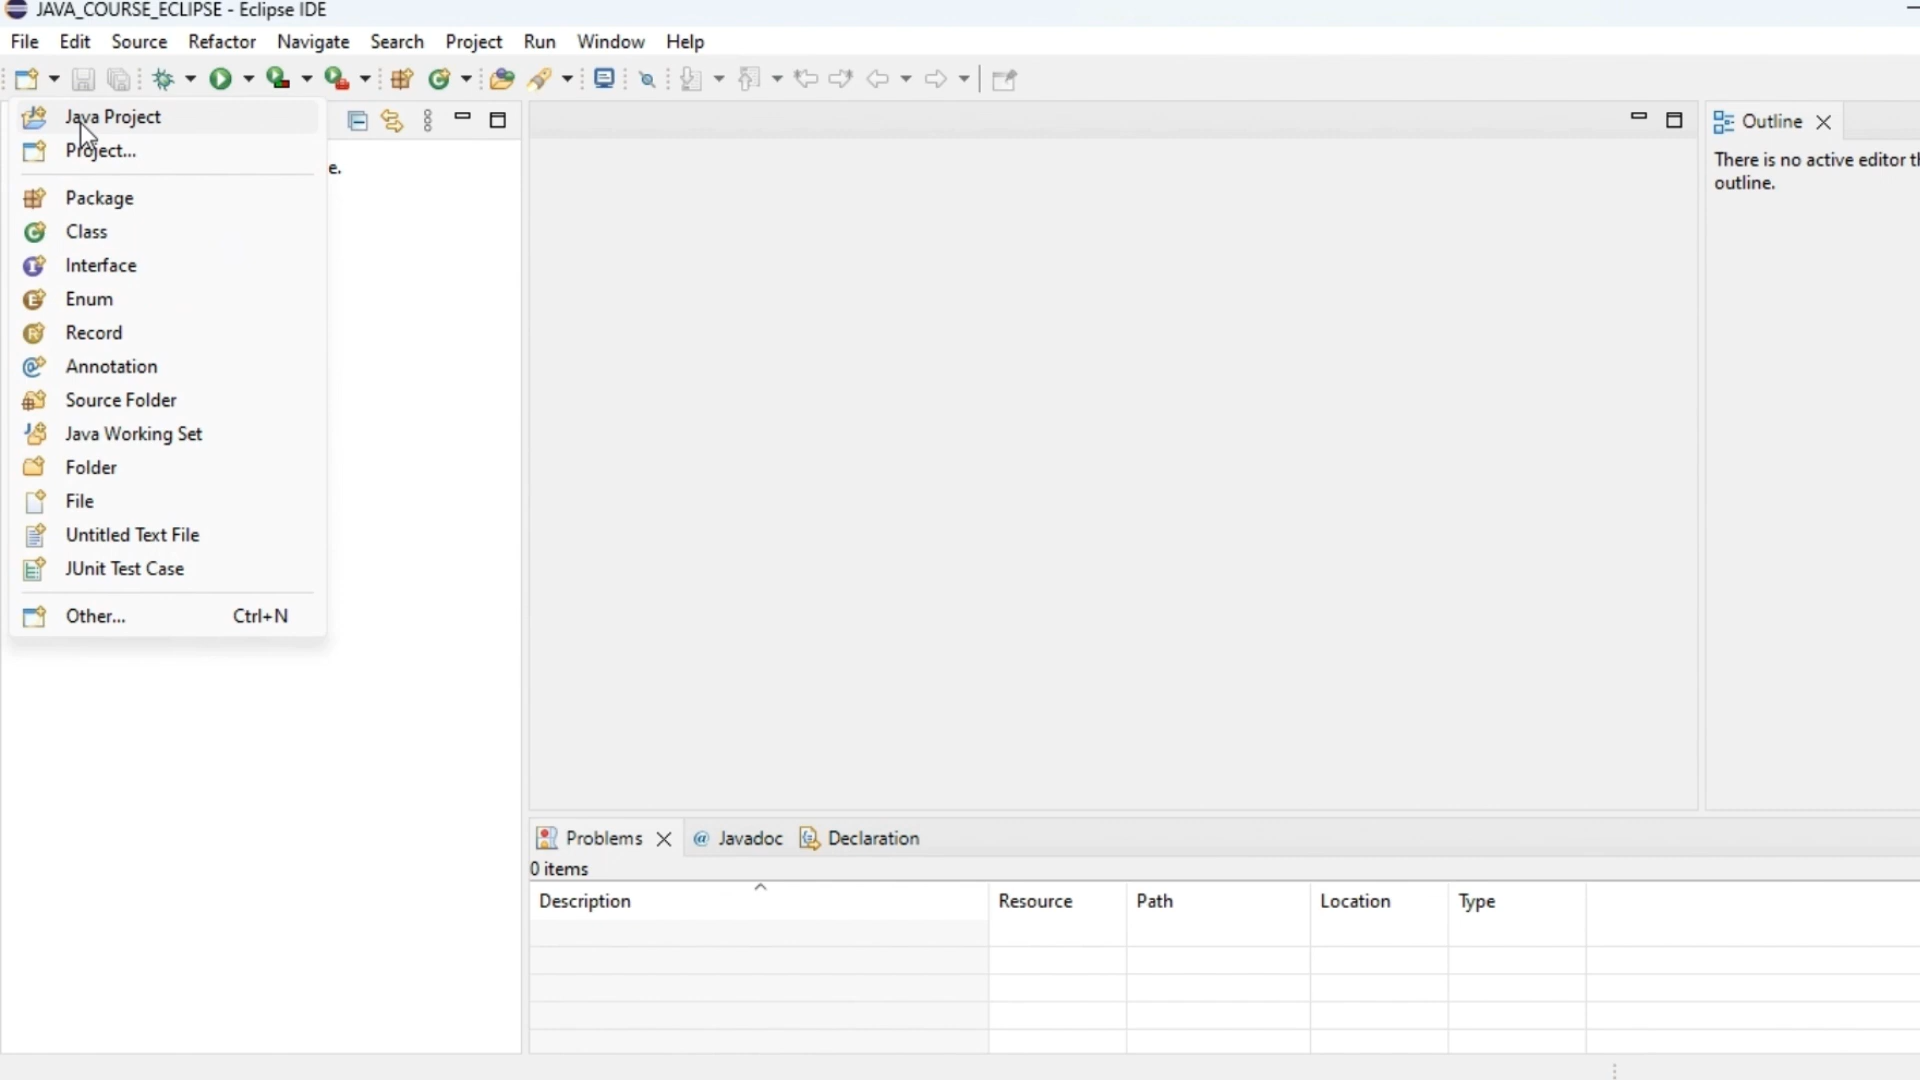 JAVA_COURSE_ECLIPSE - Eclipse IDE
File Edit Source Refactor Navigate Search Project Run Window Help
Java Project
Project...
e.
Package
Class
Interface
Enum
Record
Annotation
Source Folder
Java Working Set
Folder
File
Untitled Text File
JUnit Test Case
Other... Ctrl+N
Outline
There is no active editor th
outline.
Problems @ Javadoc Declaration
0 items
Description Resource Path Location Type